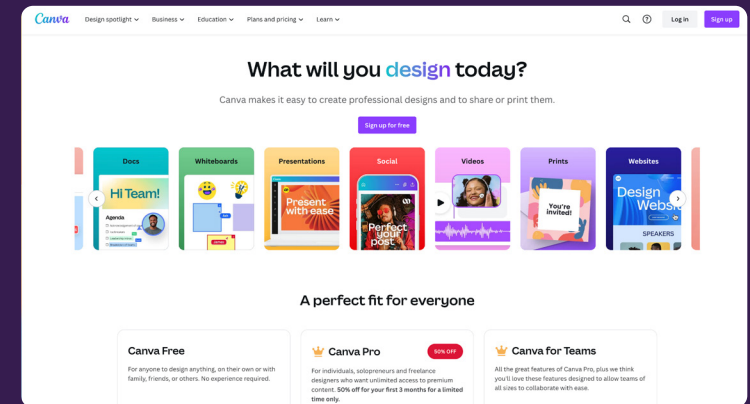 Canva
Design spotlight
Business
Education
Plans and pricing
Learn
Log in
Sign up
What will you design today?
Canva makes it easy to create professional designs and to share or print them.
Sign up for free
Docs
Whiteboards
Presentations
Social
Videos
Prints
Websites
Hi Team!
Agenda
Present
with ease
Perfect
your
post
You're
invited!
Design
SPEAKERS
A perfect fit for everyone
Canva Free
For anyone to design anything, on their own or with
family, friends, or others. No experience required.
Canva Pro
50% OFF
For individuals, solopreneurs and freelance
designers who want unlimited access to premium
content. 50% off for your first 3 months for a limited
time only.
Canva for Teams
All the great features of Canva Pro, plus we think
you'll love these features designed to allow teams of
all sizes to collaborate with ease.